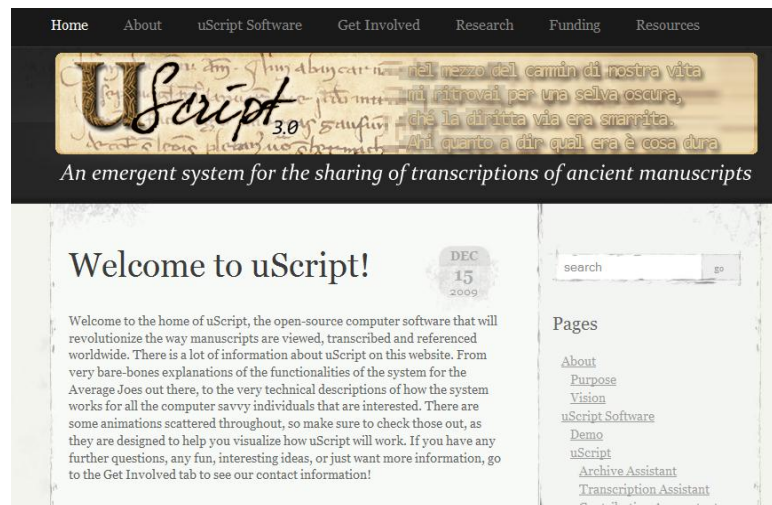 Home About uScript Software Get Involved Research Funding Resources
UScript 3.0
nel mezzo del cammin di nostra vita
mi ritrovai per una selva oscura,
ché la diritta via era smarrita.
Ahi quanto a dir qual era è cosa dura
An emergent system for the sharing of transcriptions of ancient manuscripts
Welcome to uScript!
DEC
15
2009
Welcome to the home of uScript, the open-source computer software that will
revolutionize the way manuscripts are viewed, transcribed and referenced
worldwide. There is a lot of information about uScript on this website. From
very bare-bones explanations of the functionalities of the system for the
Average Joes out there, to the very technical descriptions of how the system
works for all the computer savvy individuals that are interested. There are
some animations scattered throughout, so make sure to check those out, as
they are designed to help you visualize how uScript will work. If you have any
further questions, any fun, interesting ideas, or just want more information, go
to the Get Involved tab to see our contact information!
search go
Pages
About
Purpose
Vision
uScript Software
Demo
uScript
Archive Assistant
Transcription Assistant